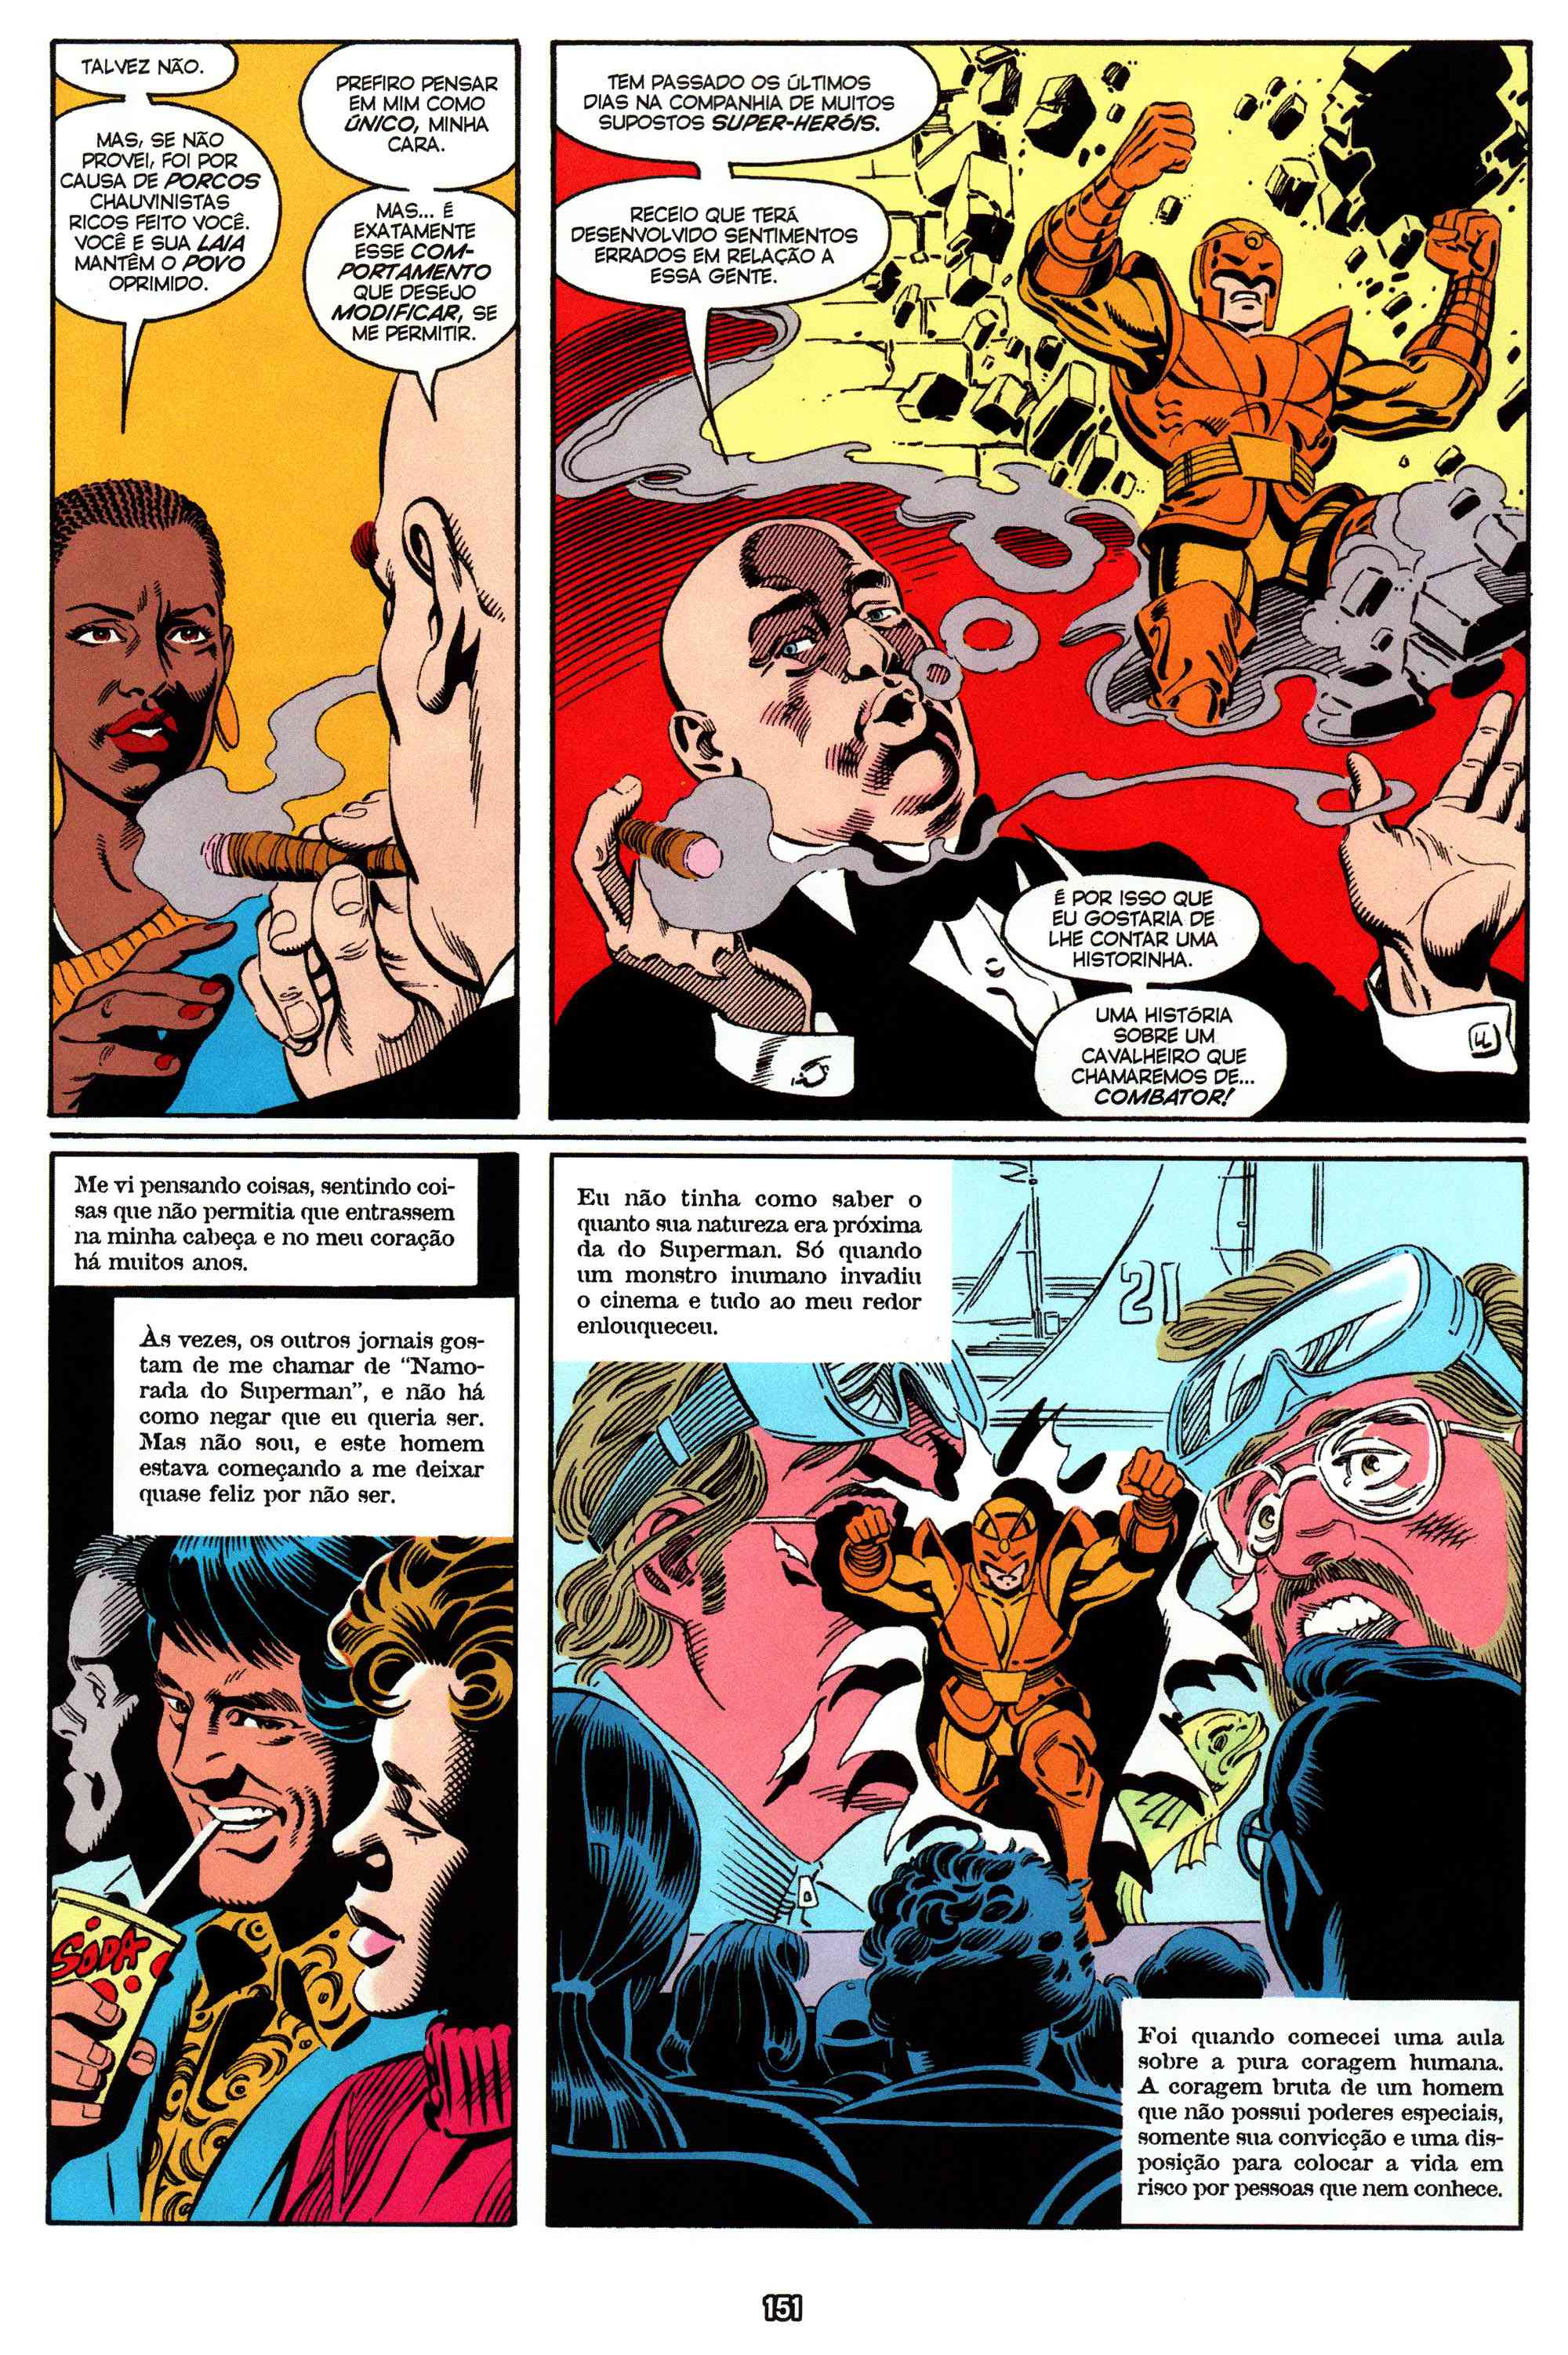 TALVEZ NÃO.
MAS, SE NÃO
PROVEI, FOI POR
CAUSA DE PORCOS
CHAUVINISTAS
RICOS FEITO VOCÊ.
VOCÊ E SUA LAIA
MANTÊM O POVO
OPRIMIDO.
PREFIRO PENSAR
EM MIM COMO
ÚNICO, MINHA
CARA.
MAS... É
EXATAMENTE
ESSE COM-
PORTAMENTO
QUE DESEJO
MODIFICAR, SE
ME PERMITIR.
TEM PASSADO OS ÚLTIMOS
DIAS NA COMPANHIA DE MUITOS
SUPOSTOS SUPER-HERÓIS.
RECEIO QUE TERÁ
DESENVOLVIDO SENTIMENTOS
ERRADOS EM RELAÇÃO A
ESSA GENTE.
É POR ISSO QUE
EU GOSTARIA DE
LHE CONTAR UMA
HISTORINHA.
UMA HISTÓRIA
SOBRE UM
CAVALHEIRO QUE
CHAMAREMOS DE...
COMBATOR!
LL
Me vi pensando coisas, sentindo coi-
sas que não permitia que entrassem
na minha cabeça e no meu coração
há muitos anos.
Às vezes, os outros jornais gos-
tam de me chamar de “Namo-
rada do Superman”, e não há
como negar que eu queria ser.
Mas não sou, e este homem
estava começando a me deixar
quase feliz por não ser.
SODA
Eu não tinha como saber o
quanto sua natureza era próxima
da do Superman. Só quando
um monstro inumano invadiu
o cinema e tudo ao meu redor
enlouqueceu.
21
Foi quando comecei uma aula
sobre a pura coragem humana.
A coragem bruta de um homem
que não possui poderes especiais,
somente sua convicção e uma dis-
posição para colocar a vida em
risco por pessoas que nem conhece.
151